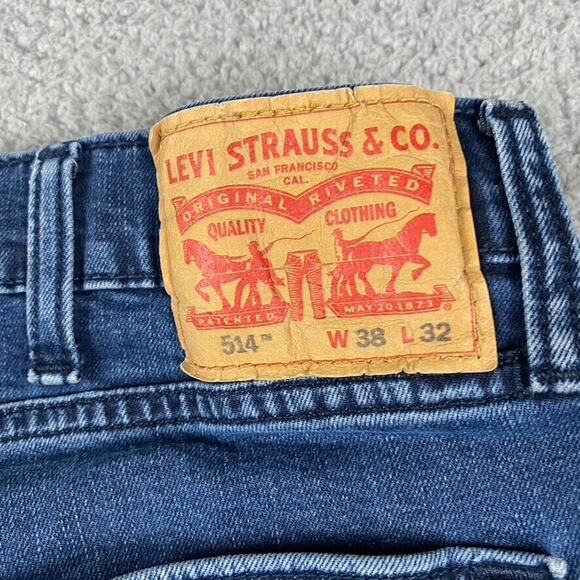 LEVI STRAUSS & CO.
SAN FRANCISCO
CAL.
ORIGINAL RIVETED
QUALITY CLOTHING
PATENTED MAY 20 1873 ®
514™ W 38 L 32